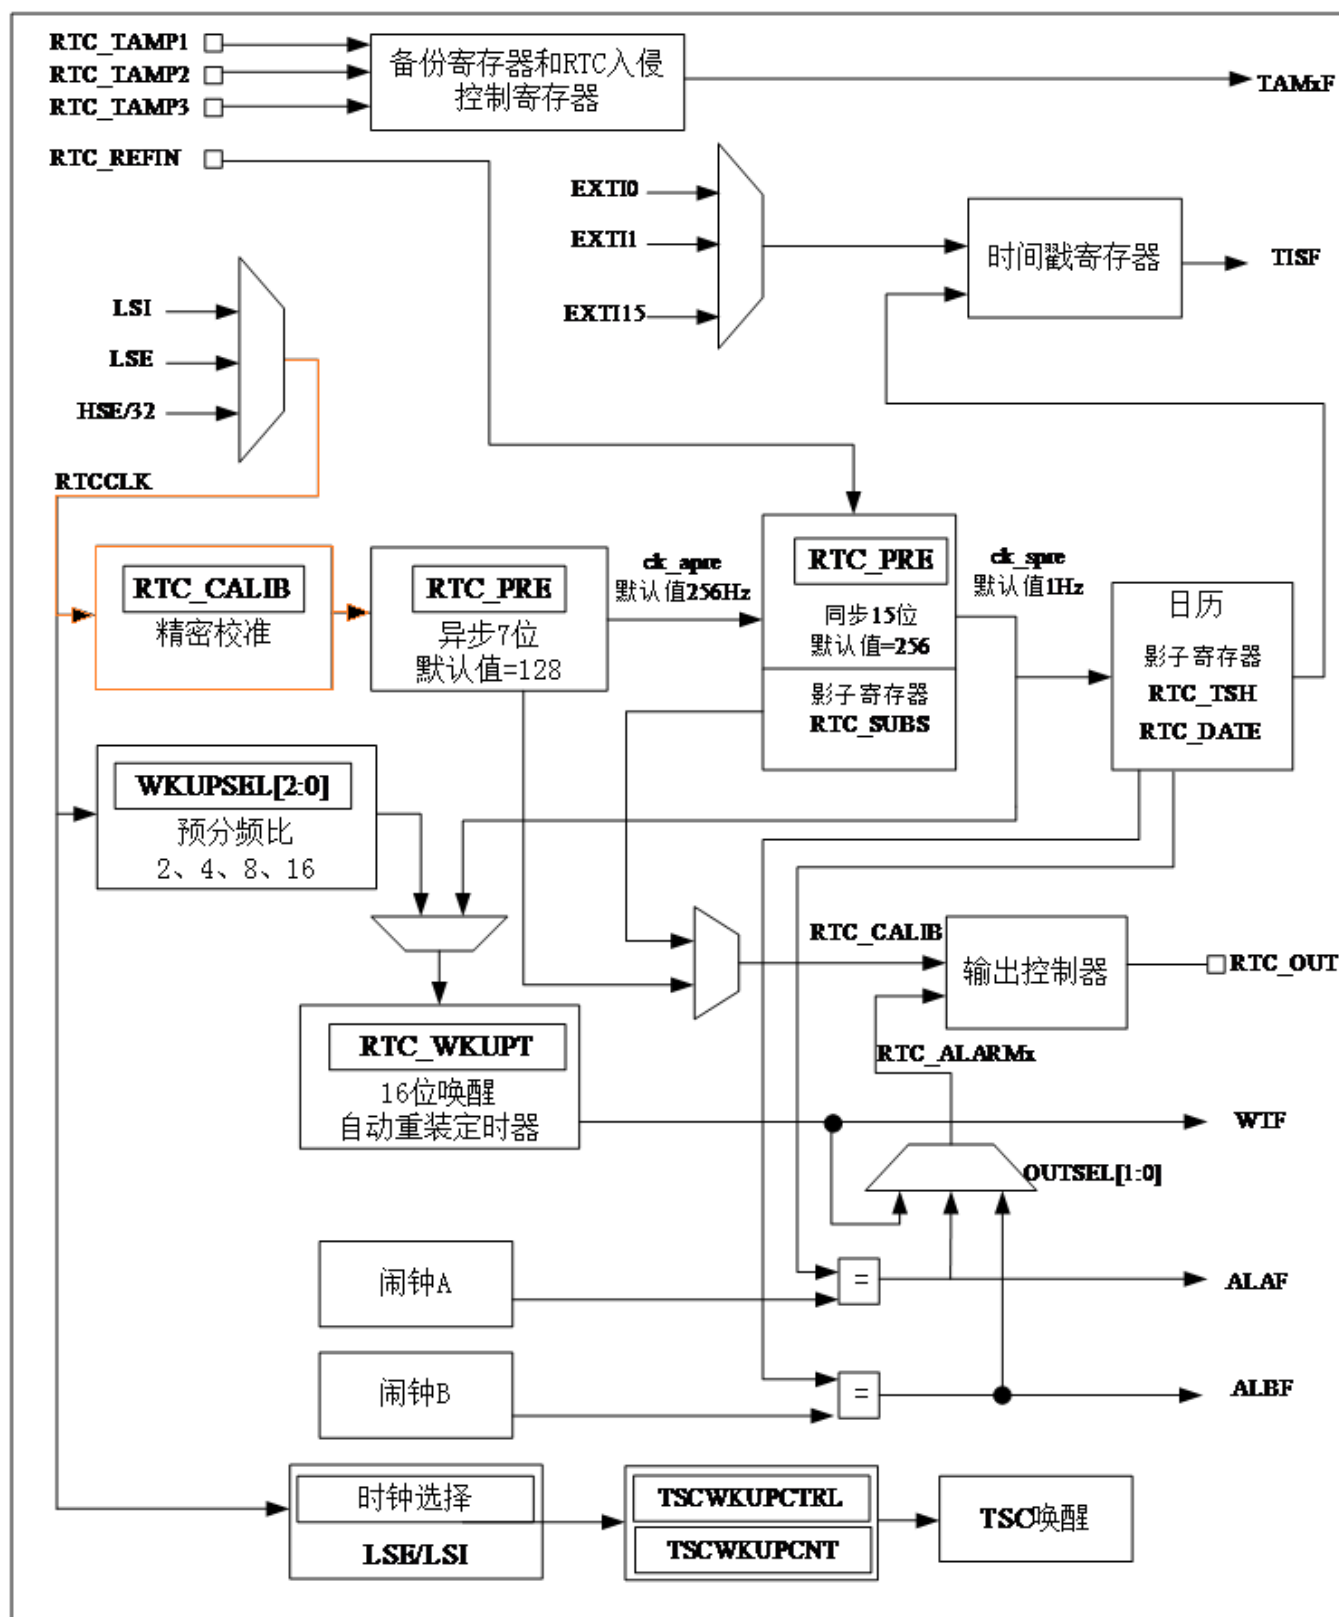 RTC_TAMP1
RTC_TAMP2
RTC_TAMP3
备份寄存器和RTC入侵
控制寄存器
TAMxF
RTC_REFIN
EXTI0
EXTI1
EXTI15
时间戳寄存器
TISF
LSI
LSE
HSE/32
RTCCLK
RTC_CALIB
精密校准
RTC_PRE
异步7位
默认值=128
ck_apre
默认值256Hz
RTC_PRE
同步15位
默认值=256
影子寄存器
RTC_SUBS
ck_spre
默认值1Hz
日历
影子寄存器
RTC_TSH
RTC_DATE
WKUPSEL[2:0]
预分频比
2、4、8、16
RTC_CALIB
输出控制器
RTC_OUT
RTC_WKUPT
16位唤醒
自动重装定时器
RTC_ALARMx
WTF
OUTSEL[1:0]
闹钟A
=
ALAF
闹钟B
=
ALBF
时钟选择
LSE/LSI
TSCWKUPCTRL
TSCWKUPCNT
TSC唤醒